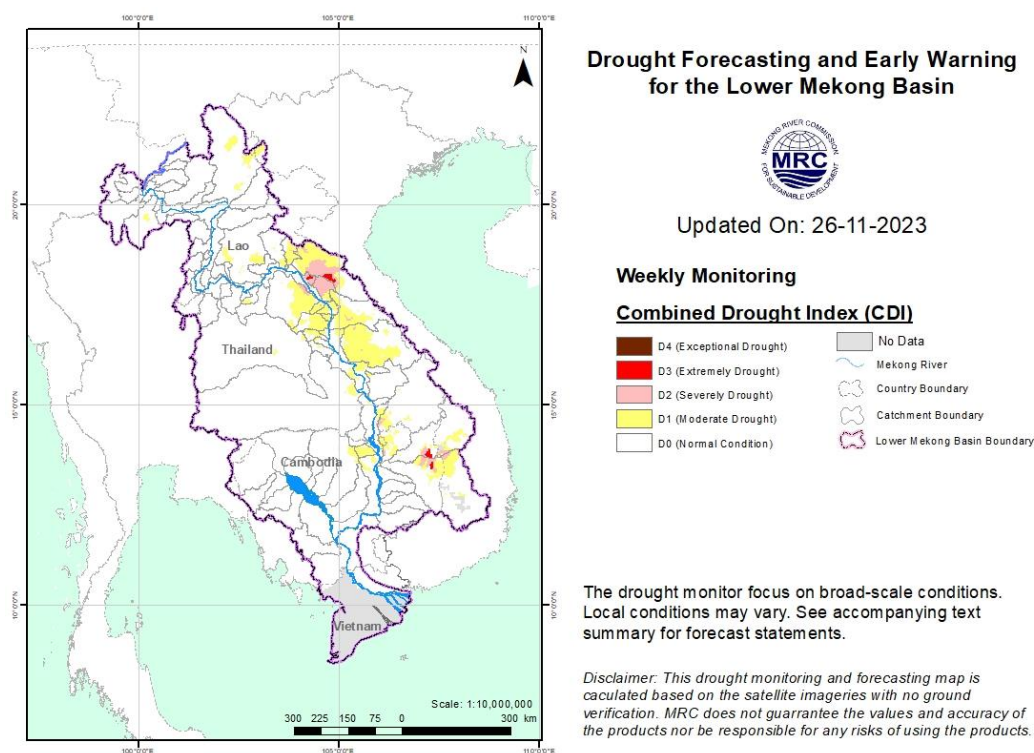 100°0'0"E
105°0'0"E
110°0'0"E
N
20°0'0"N
20°0'0"N
15°0'0"N
15°0'0"N
10°0'0"N
10°0'0"N
Lao
Thailand
Cambodia
Vietnam
Scale: 1:10,000,000
300 225 150 75 0 300 km
100°0'0"E
105°0'0"E
110°0'0"E
Drought Forecasting and Early Warning
for the Lower Mekong Basin
MEKONG RIVER COMMISSION
MRC
FOR SUSTAINABLE DEVELOPMENT
Updated On: 26-11-2023
Weekly Monitoring
Combined Drought Index (CDI)
D4 (Exceptional Drought)
D3 (Extremely Drought)
D2 (Severely Drought)
D1 (Moderate Drought)
D0 (Normal Condition)
No Data
Mekong River
Country Boundary
Catchment Boundary
Lower Mekong Basin Boundary
The drought monitor focus on broad-scale conditions.
Local conditions may vary. See accompanying text
summary for forecast statements.
Disclaimer: This drought monitoring and forecasting map is
caculated based on the satellite imageries with no ground
verification. MRC does not guarrantee the values and accuracy of
the products nor be responsible for any risks of using the products